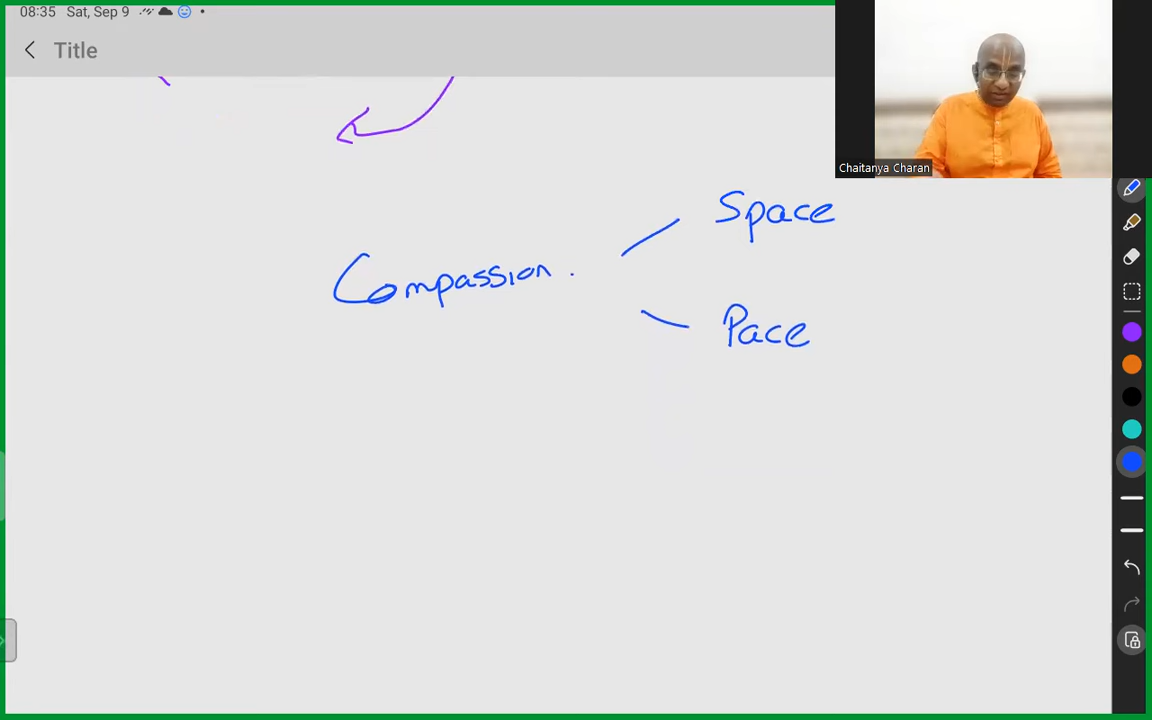 08:35 Sat, Sep 9
Title
Chaitanya Charan
Space
Compassion.
Pace